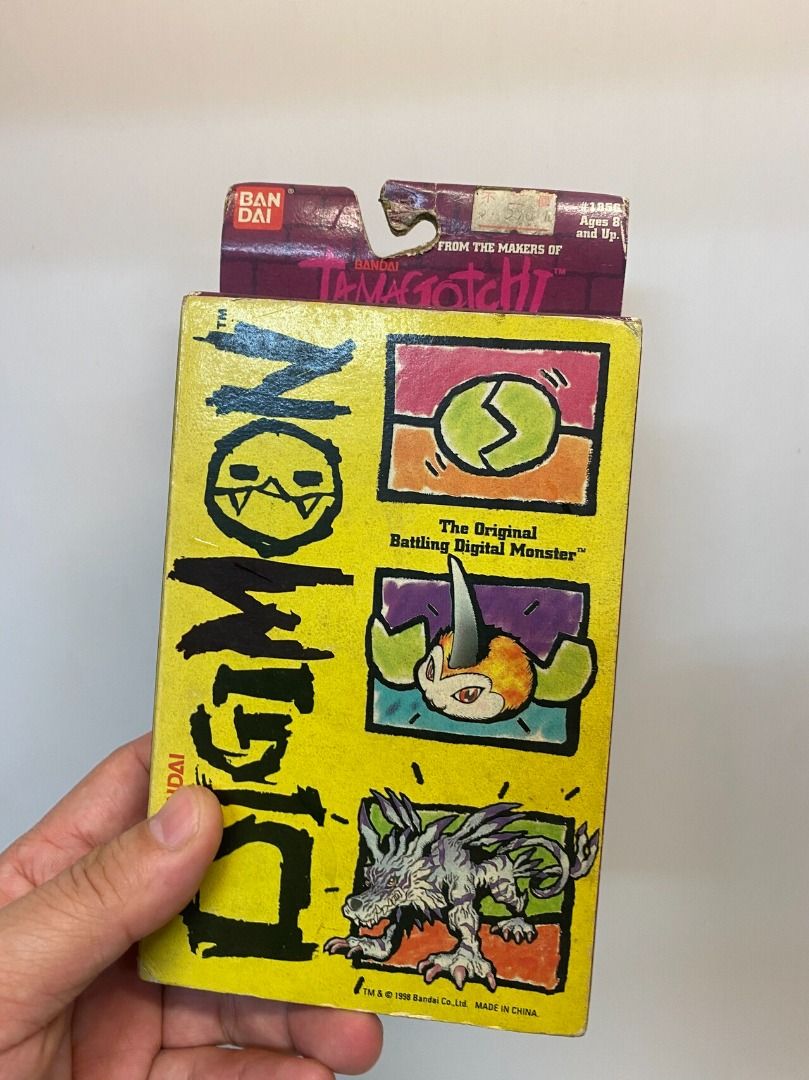 BAN
DAI
®
#1856
Ages 8
and Up.
FROM THE MAKERS OF
BANDAI
TAMAGOTCHI™
DIGIMON™
The Original
Battling Digital Monster™
TM & © 1998 Bandai Co., Ltd. MADE IN CHINA.